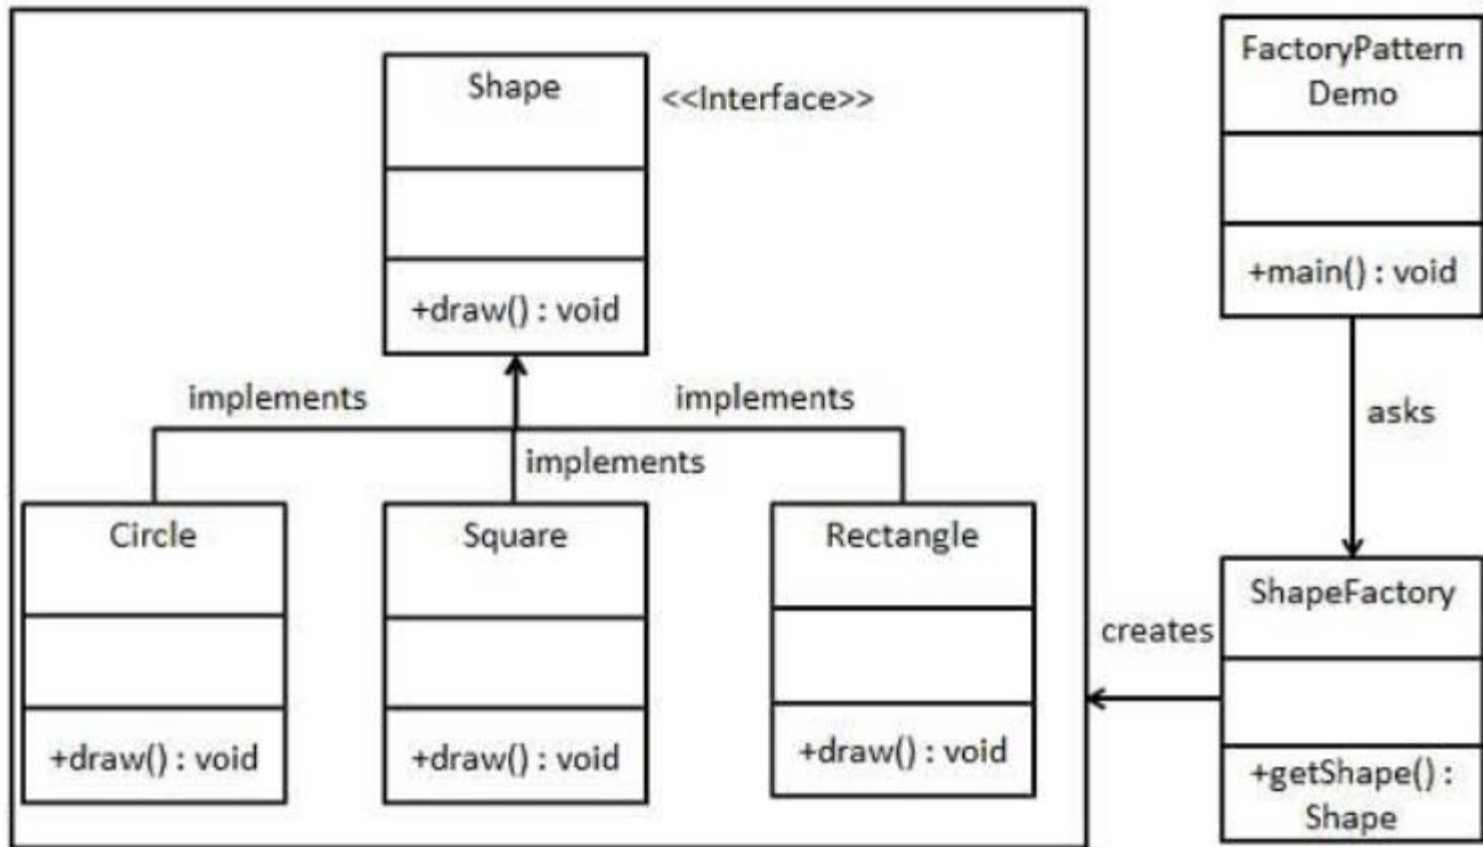 Shape
<<Interface>>
+draw() : void
implements
implements
implements
Circle
+draw() : void
Square
+draw() : void
Rectangle
+draw() : void
FactoryPattern
Demo
+main() : void
asks
ShapeFactory
+getShape() :
Shape
creates